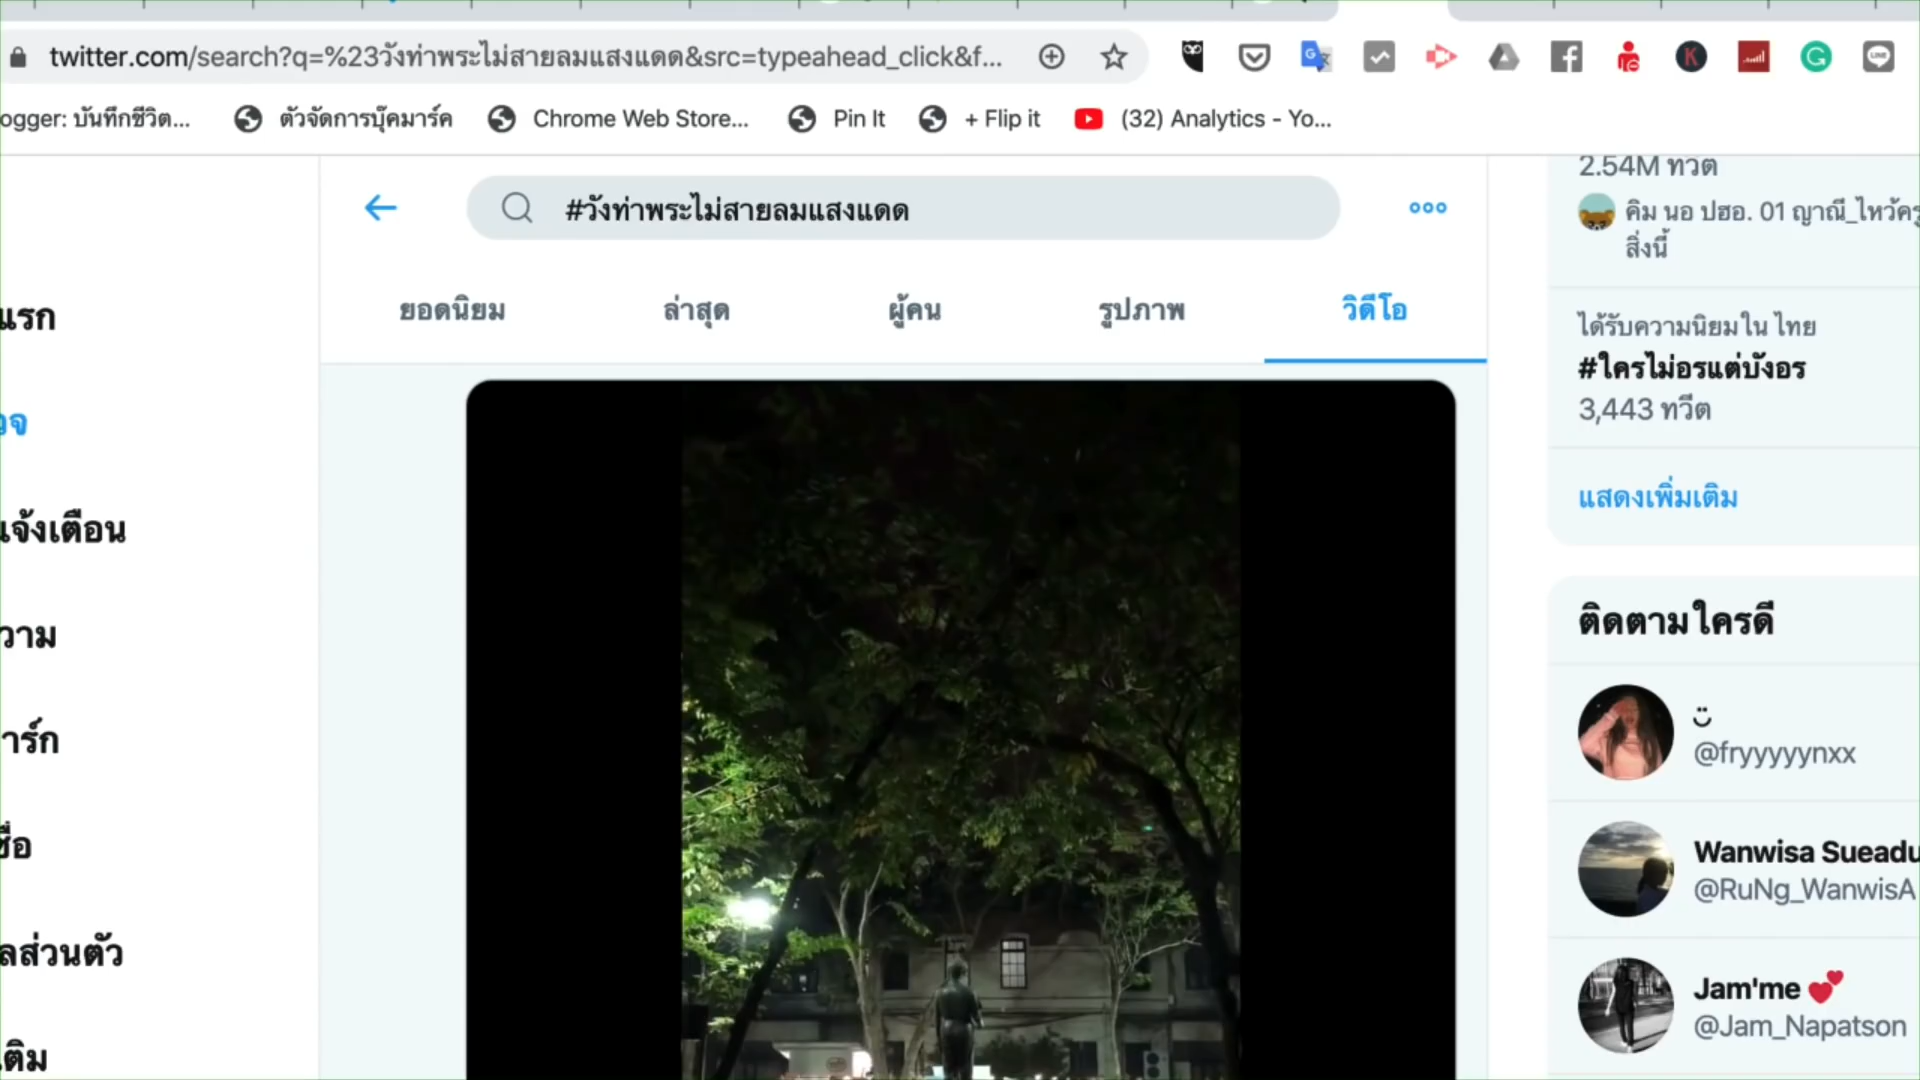 twitter.com/search?q=%23วังท่าพระไม่สายลมแสงแดด&src=typeahead_click&f...
ogger: บันทึกชีวิต...
ตัวจัดการบุ๊คมาร์ค
Chrome Web Store...
Pin It
+ Flip it
(32) Analytics - Yo...
#วังท่าพระไม่สายลมแสงแดด
ยอดนิยม
ล่าสุด
ผู้คน
รูปภาพ
วิดีโอ
แรก
วจ
แจ้งเตือน
วาม
าร์ก
ชื่อ
ลส่วนตัว
เติม
2.54M ทวีต
คิม นอ ปฮอ. 01 ญาณี_ไหว้ครู
สิ่งนี้
ได้รับความนิยมใน ไทย
#ใครไม่อรแต่บังอร
3,443 ทวีต
แสดงเพิ่มเติม
ติดตามใครดี
@fryyyyynxx
Wanwisa Sueadu
@RuNg_WanwisA
Jam'me 💕
@Jam_Napatson